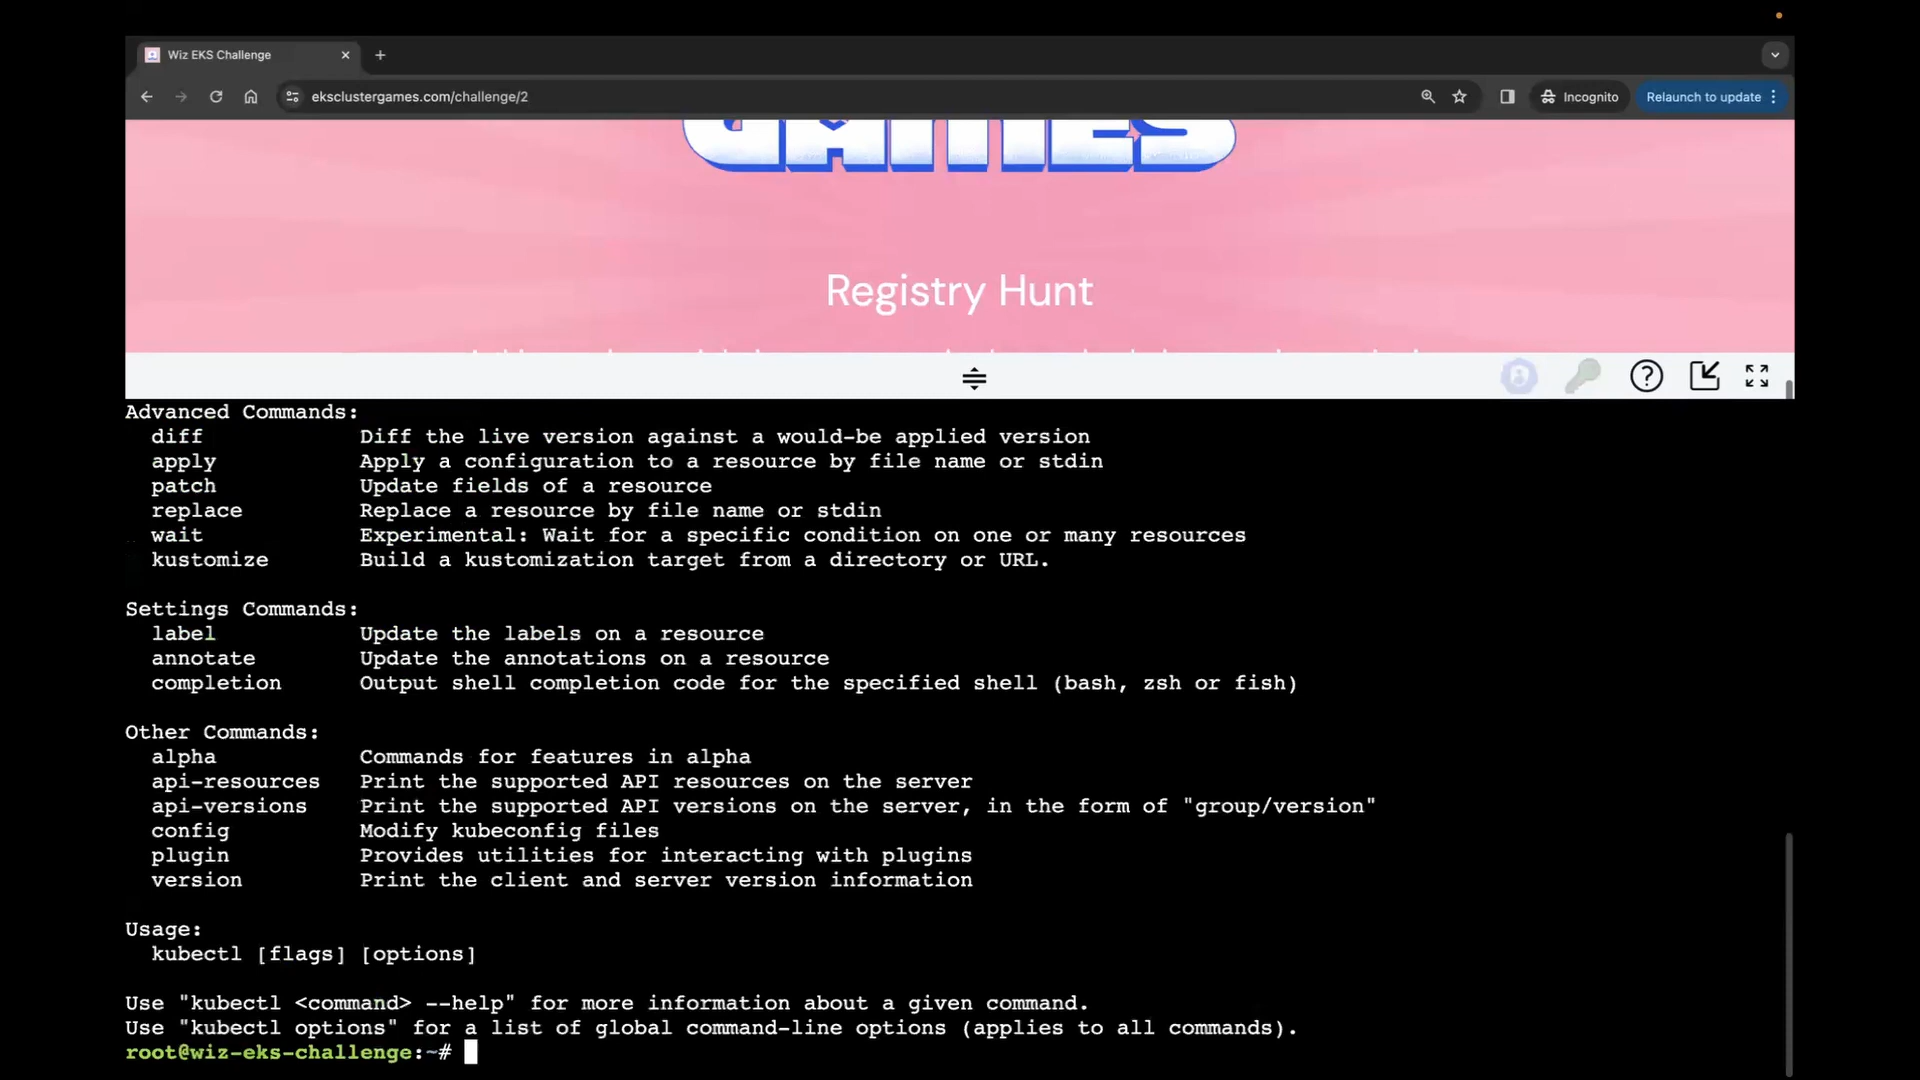 Wiz EKS Challenge
eksclustergames.com/challenge/2
Incognito
Relaunch to update
GAMES
Registry Hunt
Advanced Commands:
diff Diff the live version against a would-be applied version
apply Apply a configuration to a resource by file name or stdin
patch Update fields of a resource
replace Replace a resource by file name or stdin
wait Experimental: Wait for a specific condition on one or many resources
kustomize Build a kustomization target from a directory or URL.
Settings Commands:
label Update the labels on a resource
annotate Update the annotations on a resource
completion Output shell completion code for the specified shell (bash, zsh or fish)
Other Commands:
alpha Commands for features in alpha
api-resources Print the supported API resources on the server
api-versions Print the supported API versions on the server, in the form of "group/version"
config Modify kubeconfig files
plugin Provides utilities for interacting with plugins
version Print the client and server version information
Usage:
kubectl [flags] [options]
Use "kubectl <command> --help" for more information about a given command.
Use "kubectl options" for a list of global command-line options (applies to all commands).
root@wiz-eks-challenge:~#